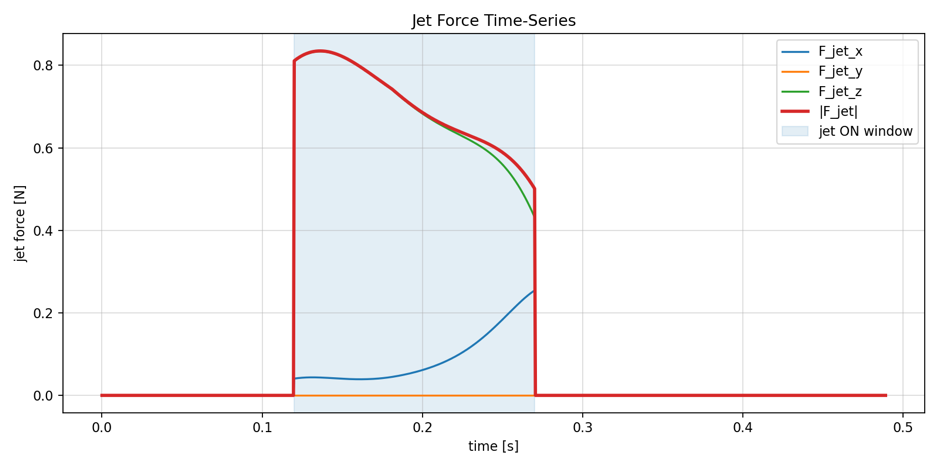 Jet Force Time-Series
F_jet_x
F_jet_y
F_jet_z
|F_jet|
jet ON window
jet force [N]
0.8
0.6
0.4
0.2
0.0
0.0 0.1 0.2 0.3 0.4 0.5
time [s]